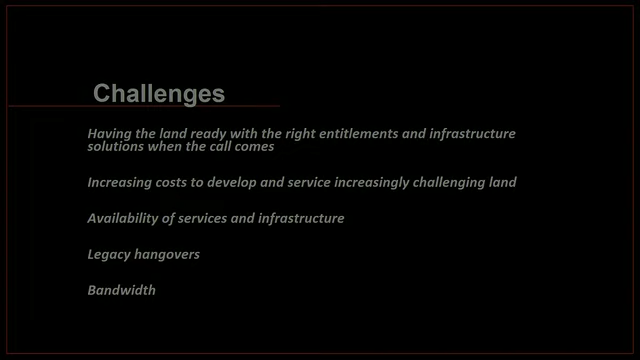 Challenges
Having the land ready with the right entitlements and infrastructure
solutions when the call comes
Increasing costs to develop and service increasingly challenging land
Availability of services and infrastructure
Legacy hangovers
Bandwidth